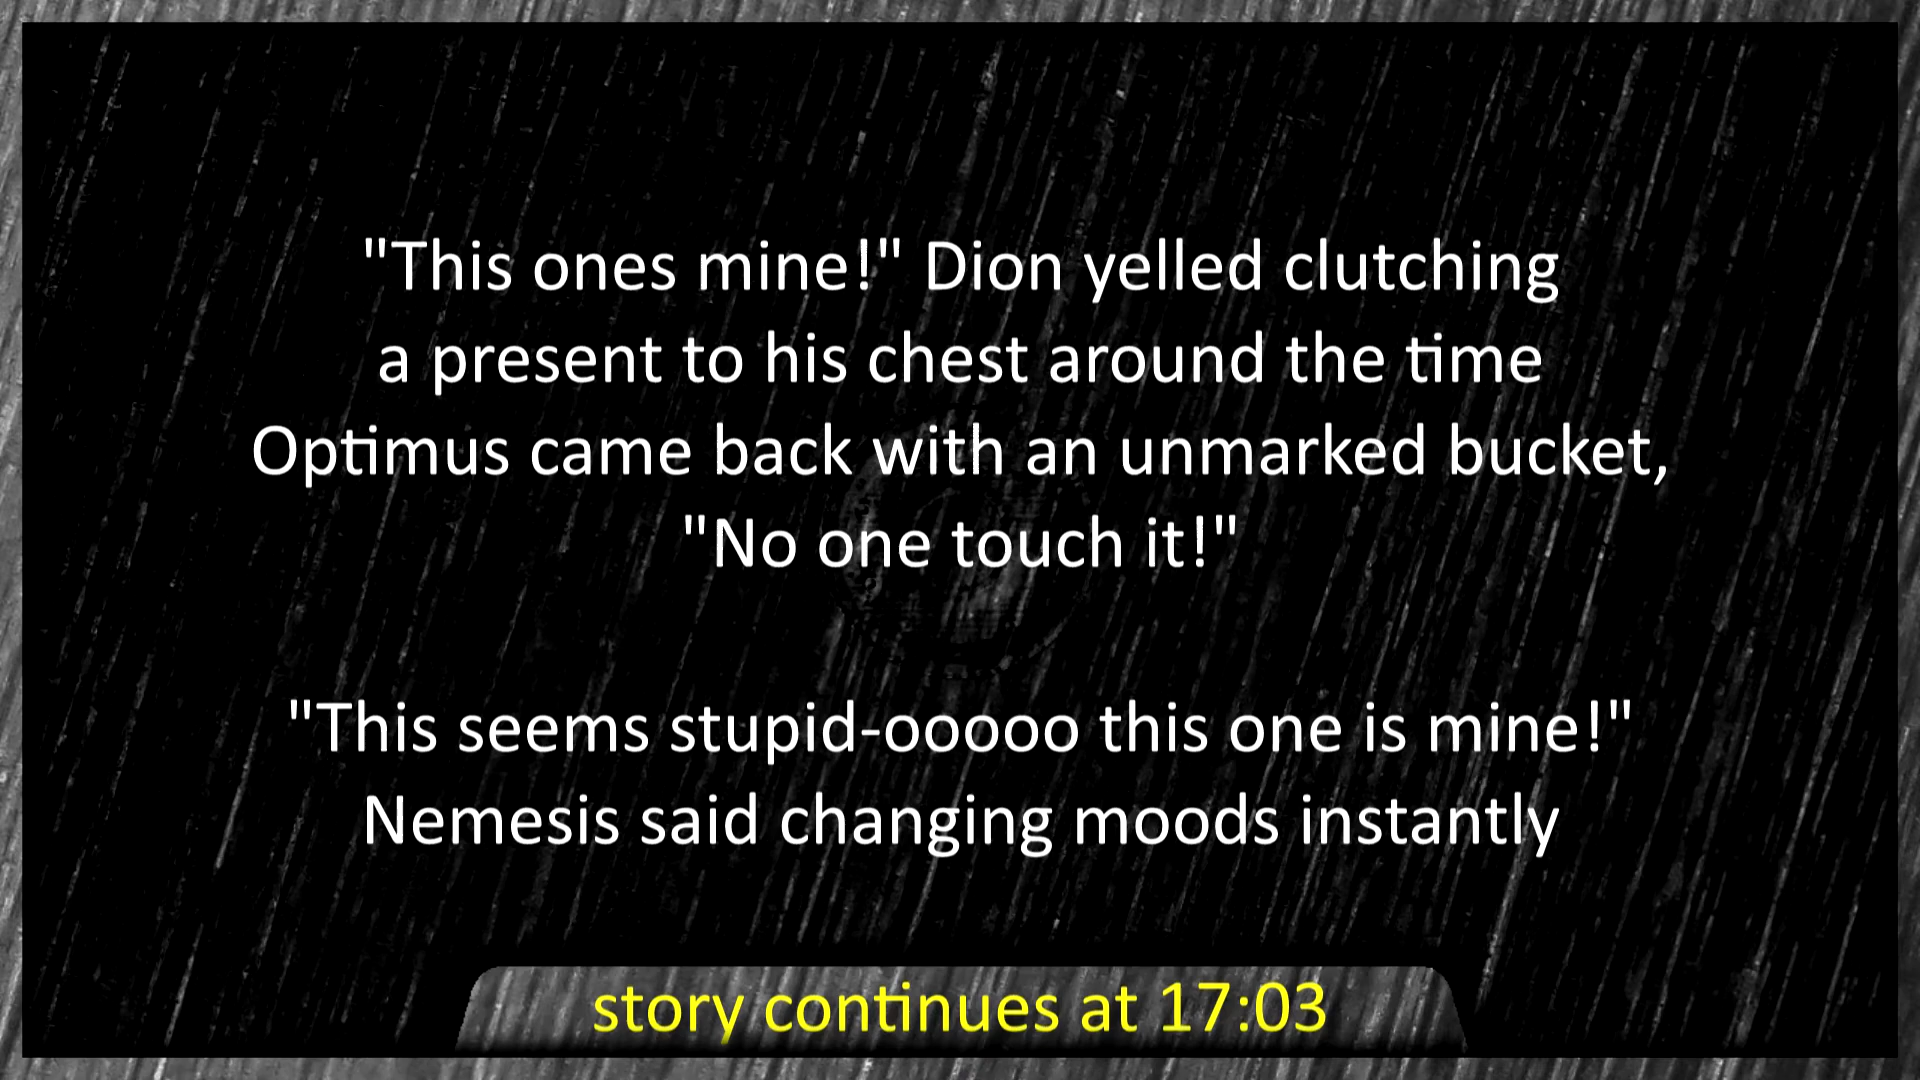 "This ones mine!" Dion yelled clutching
a present to his chest around the time
Optimus came back with an unmarked bucket,
"No one touch it!"
"This seems stupid-ooooo this one is mine!"
Nemesis said changing moods instantly
story continues at 17:03